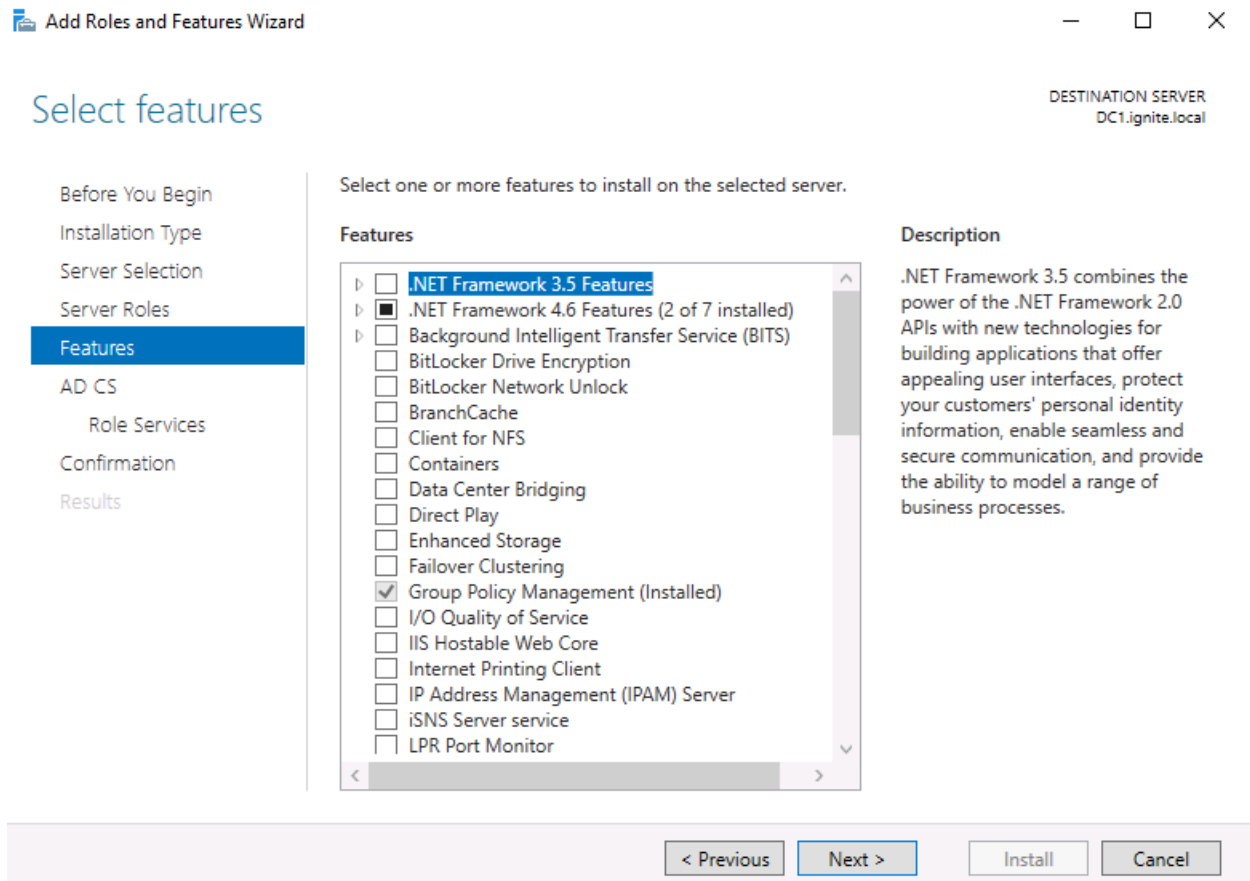 Add Roles and Features Wizard
Select features
DESTINATION SERVER
DC1.ignite.local
Before You Begin
Installation Type
Server Selection
Server Roles
Features
AD CS
Role Services
Confirmation
Results
Select one or more features to install on the selected server.
Features
.NET Framework 3.5 Features
.NET Framework 4.6 Features (2 of 7 installed)
Background Intelligent Transfer Service (BITS)
BitLocker Drive Encryption
BitLocker Network Unlock
BranchCache
Client for NFS
Containers
Data Center Bridging
Direct Play
Enhanced Storage
Failover Clustering
Group Policy Management (Installed)
I/O Quality of Service
IIS Hostable Web Core
Internet Printing Client
IP Address Management (IPAM) Server
iSNS Server service
LPR Port Monitor
Description
.NET Framework 3.5 combines the
power of the .NET Framework 2.0
APIs with new technologies for
building applications that offer
appealing user interfaces, protect
your customers' personal identity
information, enable seamless and
secure communication, and provide
the ability to model a range of
business processes.
< Previous
Next >
Install
Cancel